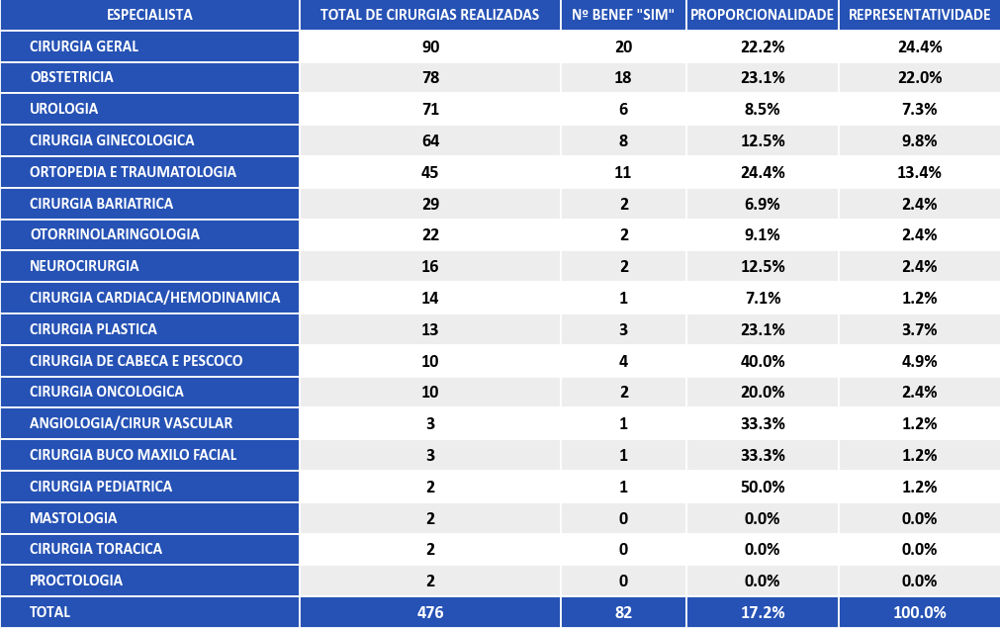 ESPECIALISTA TOTAL DE CIRURGIAS REALIZADAS Nº BENEF "SIM" PROPORCIONALIDADE REPRESENTATIVIDADE
CIRURGIA GERAL 90 20 22.2% 24.4%
OBSTETRICIA 78 18 23.1% 22.0%
UROLOGIA 71 6 8.5% 7.3%
CIRURGIA GINECOLOGICA 64 8 12.5% 9.8%
ORTOPEDIA E TRAUMATOLOGIA 45 11 24.4% 13.4%
CIRURGIA BARIATRICA 29 2 6.9% 2.4%
OTORRINOLARINGOLOGIA 22 2 9.1% 2.4%
NEUROCIRURGIA 16 2 12.5% 2.4%
CIRURGIA CARDIACA/HEMODINAMICA 14 1 7.1% 1.2%
CIRURGIA PLASTICA 13 3 23.1% 3.7%
CIRURGIA DE CABECA E PESCOCO 10 4 40.0% 4.9%
CIRURGIA ONCOLOGICA 10 2 20.0% 2.4%
ANGIOLOGIA/CIRUR VASCULAR 3 1 33.3% 1.2%
CIRURGIA BUCO MAXILO FACIAL 3 1 33.3% 1.2%
CIRURGIA PEDIATRICA 2 1 50.0% 1.2%
MASTOLOGIA 2 0 0.0% 0.0%
CIRURGIA TORACICA 2 0 0.0% 0.0%
PROCTOLOGIA 2 0 0.0% 0.0%
TOTAL 476 82 17.2% 100.0%